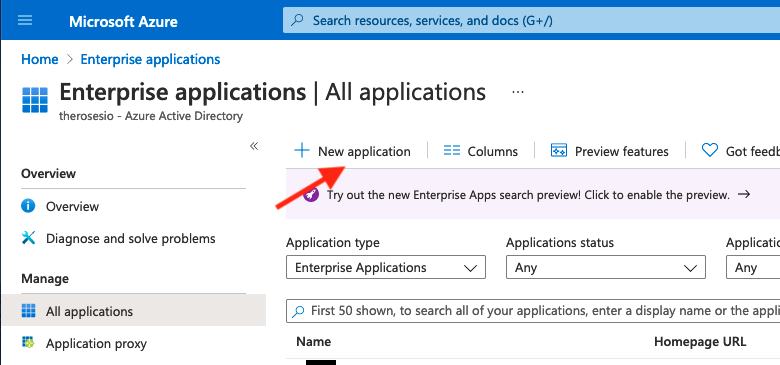 Microsoft Azure
Search resources, services, and docs (G+/)
Home > Enterprise applications
Enterprise applications | All applications ...
therosesio - Azure Active Directory
«
+ New application
Columns
Preview features
Got feedb
Overview
Overview
Diagnose and solve problems
Manage
All applications
Application proxy
Try out the new Enterprise Apps search preview! Click to enable the preview. →
Application type
Applications status
Applicatio
Enterprise Applications
Any
Any
First 50 shown, to search all of your applications, enter a display name or the appli
Name
Homepage URL